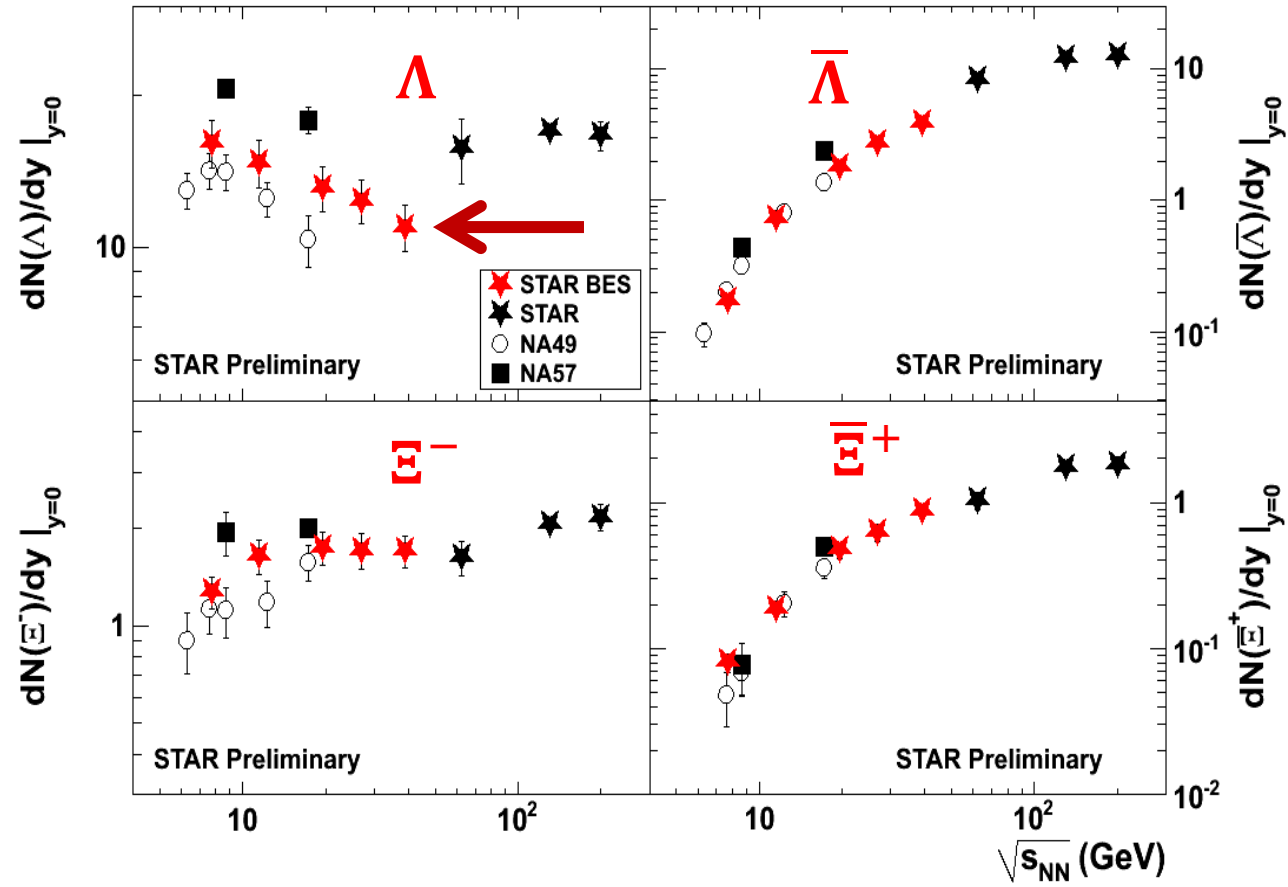 Λ
dN(Λ)/dy |y=0
10
STAR BES
STAR
NA49
NA57
STAR Preliminary
Λ̅
10
1
10⁻¹
dN(Λ̅)/dy |y=0
STAR Preliminary
Ξ⁻
dN(Ξ⁻)/dy |y=0
1
STAR Preliminary
10
10²
Ξ̅⁺
1
10⁻¹
10⁻²
dN(Ξ̅⁺)/dy |y=0
STAR Preliminary
10
10²
√sNN (GeV)